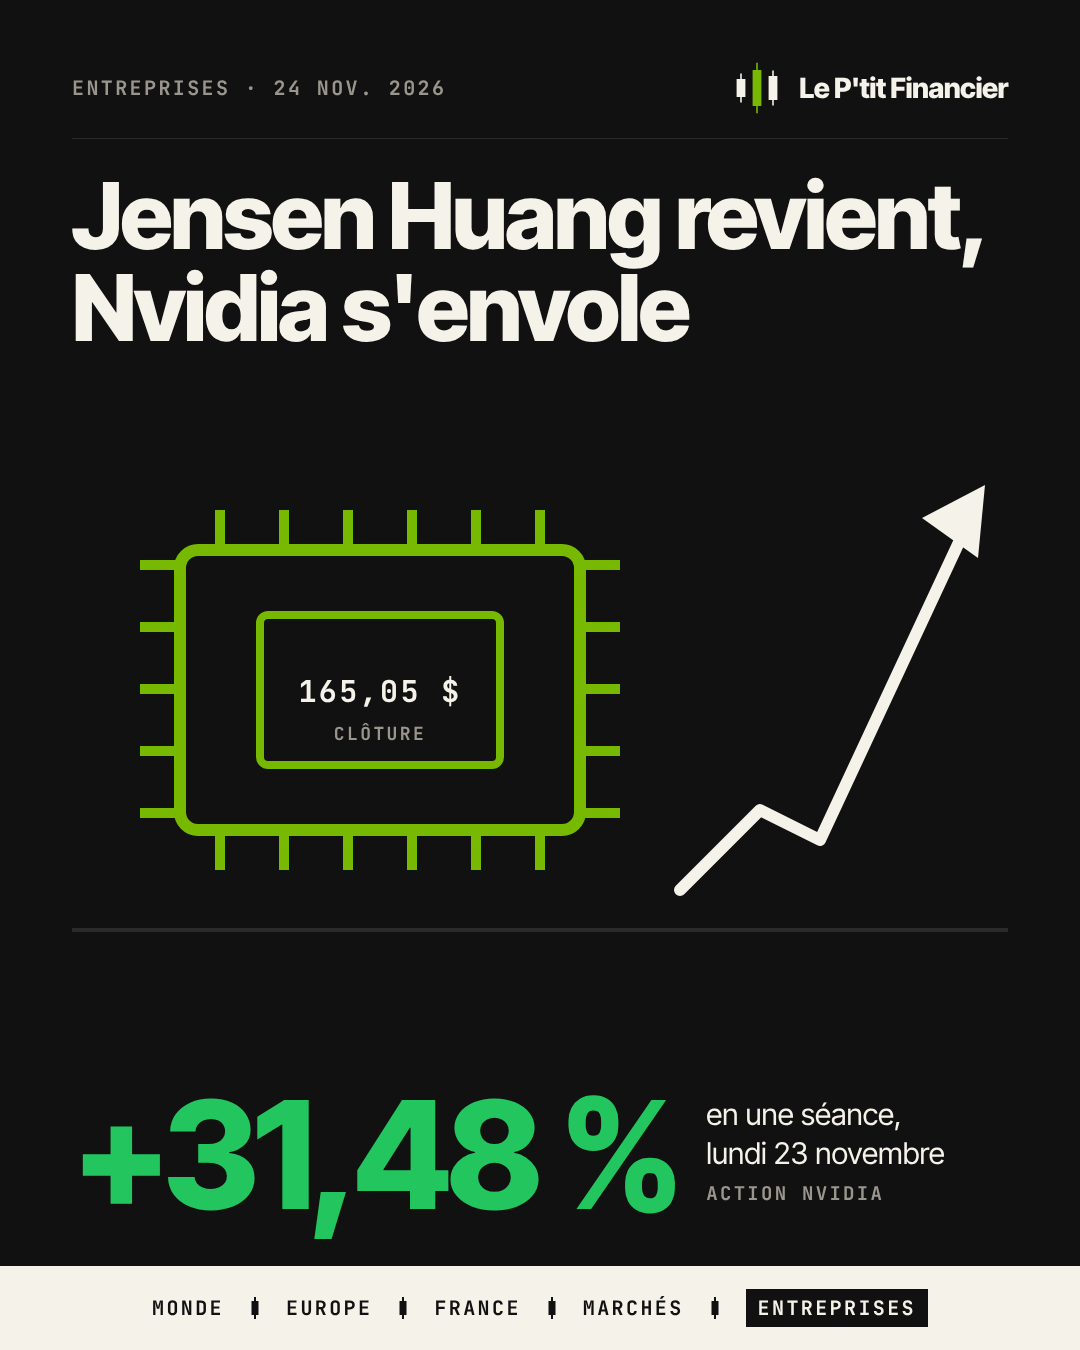 ENTREPRISES · 24 NOV. 2026
Le P'tit Financier
Jensen Huang revient,
Nvidia s'envole
165,05 $
CLÔTURE
+31,48 %
en une séance,
lundi 23 novembre
ACTION NVIDIA
MONDE EUROPE FRANCE MARCHÉS ENTREPRISES